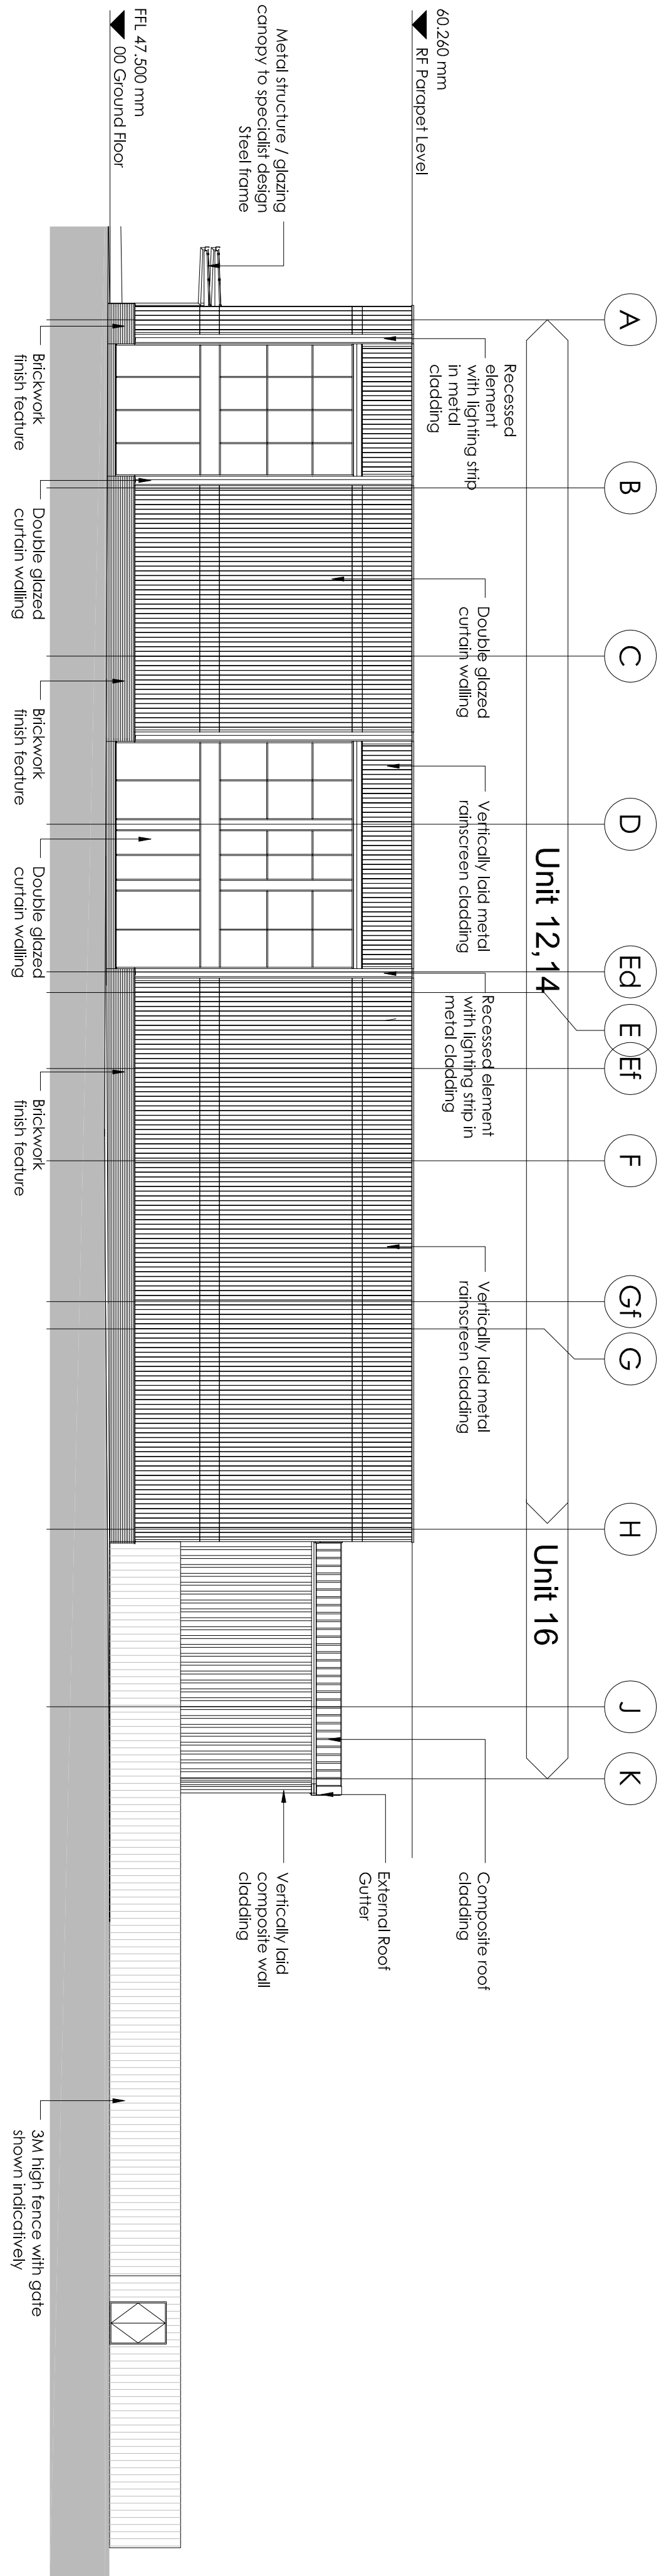 A
B
C
D
Ed
E
Ef
F
Gf
G
H
J
K
Unit 12,14
Unit 16
60.260 mm
RF Parapet Level
FFL 47.500 mm
00 Ground Floor
Metal structure / glazing
canopy to specialist design
Steel frame
Recessed
element
with lighting strip
in metal
cladding
Double glazed
curtain walling
Vertically laid metal
rainscreen cladding
Recessed element
with lighting strip in
metal cladding
Vertically laid metal
rainscreen cladding
Composite roof
cladding
External Roof
Gutter
Vertically laid
composite wall
cladding
Brickwork
finish feature
Double glazed
curtain walling
Brickwork
finish feature
Double glazed
curtain walling
Brickwork
finish feature
3M high fence with gate
shown indicatively